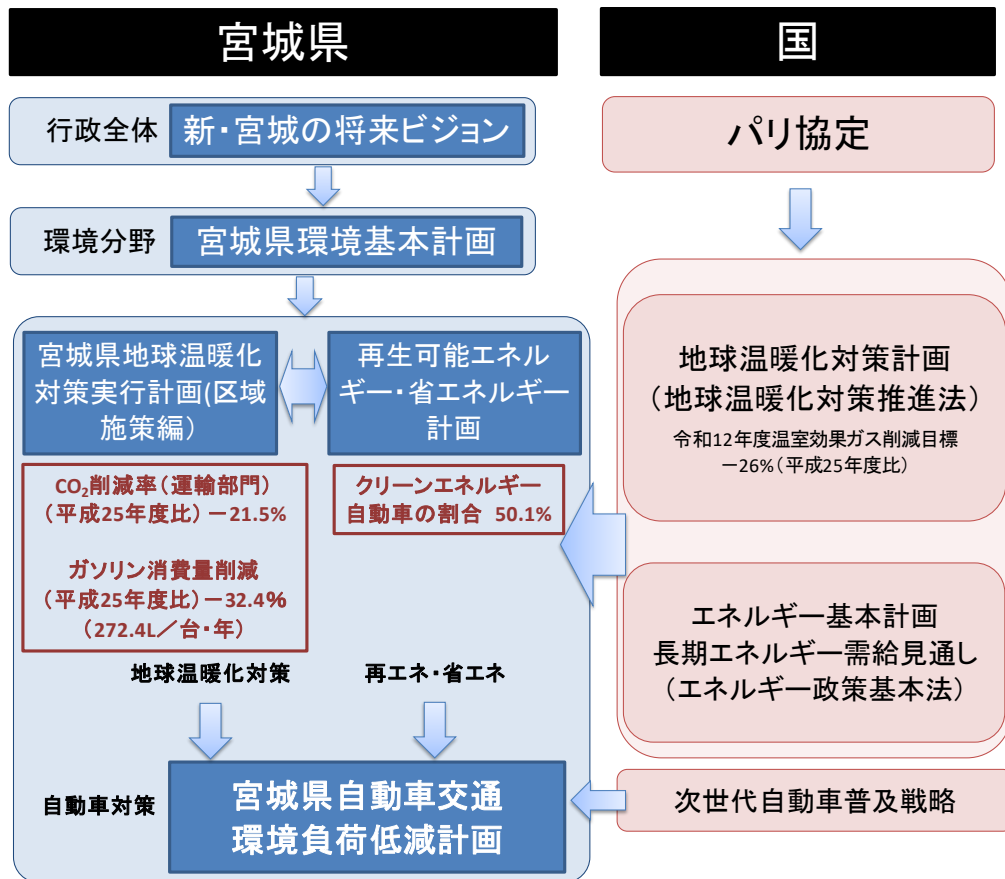 宮城県
行政全体
新・宮城の将来ビジョン
環境分野
宮城県環境基本計画
宮城県地球温暖化
対策実行計画(区域
施策編）
再生可能エネル
ギー・省エネルギー
計画
CO₂削減率（運輸部門）
（平成25年度比）－21.5%
ガソリン消費量削減
（平成25年度比）－32.4%
（272.4L／台・年）
クリーンエネルギー
自動車の割合 50.1%
地球温暖化対策
再エネ・省エネ
自動車対策
宮城県自動車交通
環境負荷低減計画
国
パリ協定
地球温暖化対策計画
（地球温暖化対策推進法）
令和12年度温室効果ガス削減目標
－26%（平成25年度比）
エネルギー基本計画
長期エネルギー需給見通し
（エネルギー政策基本法）
次世代自動車普及戦略